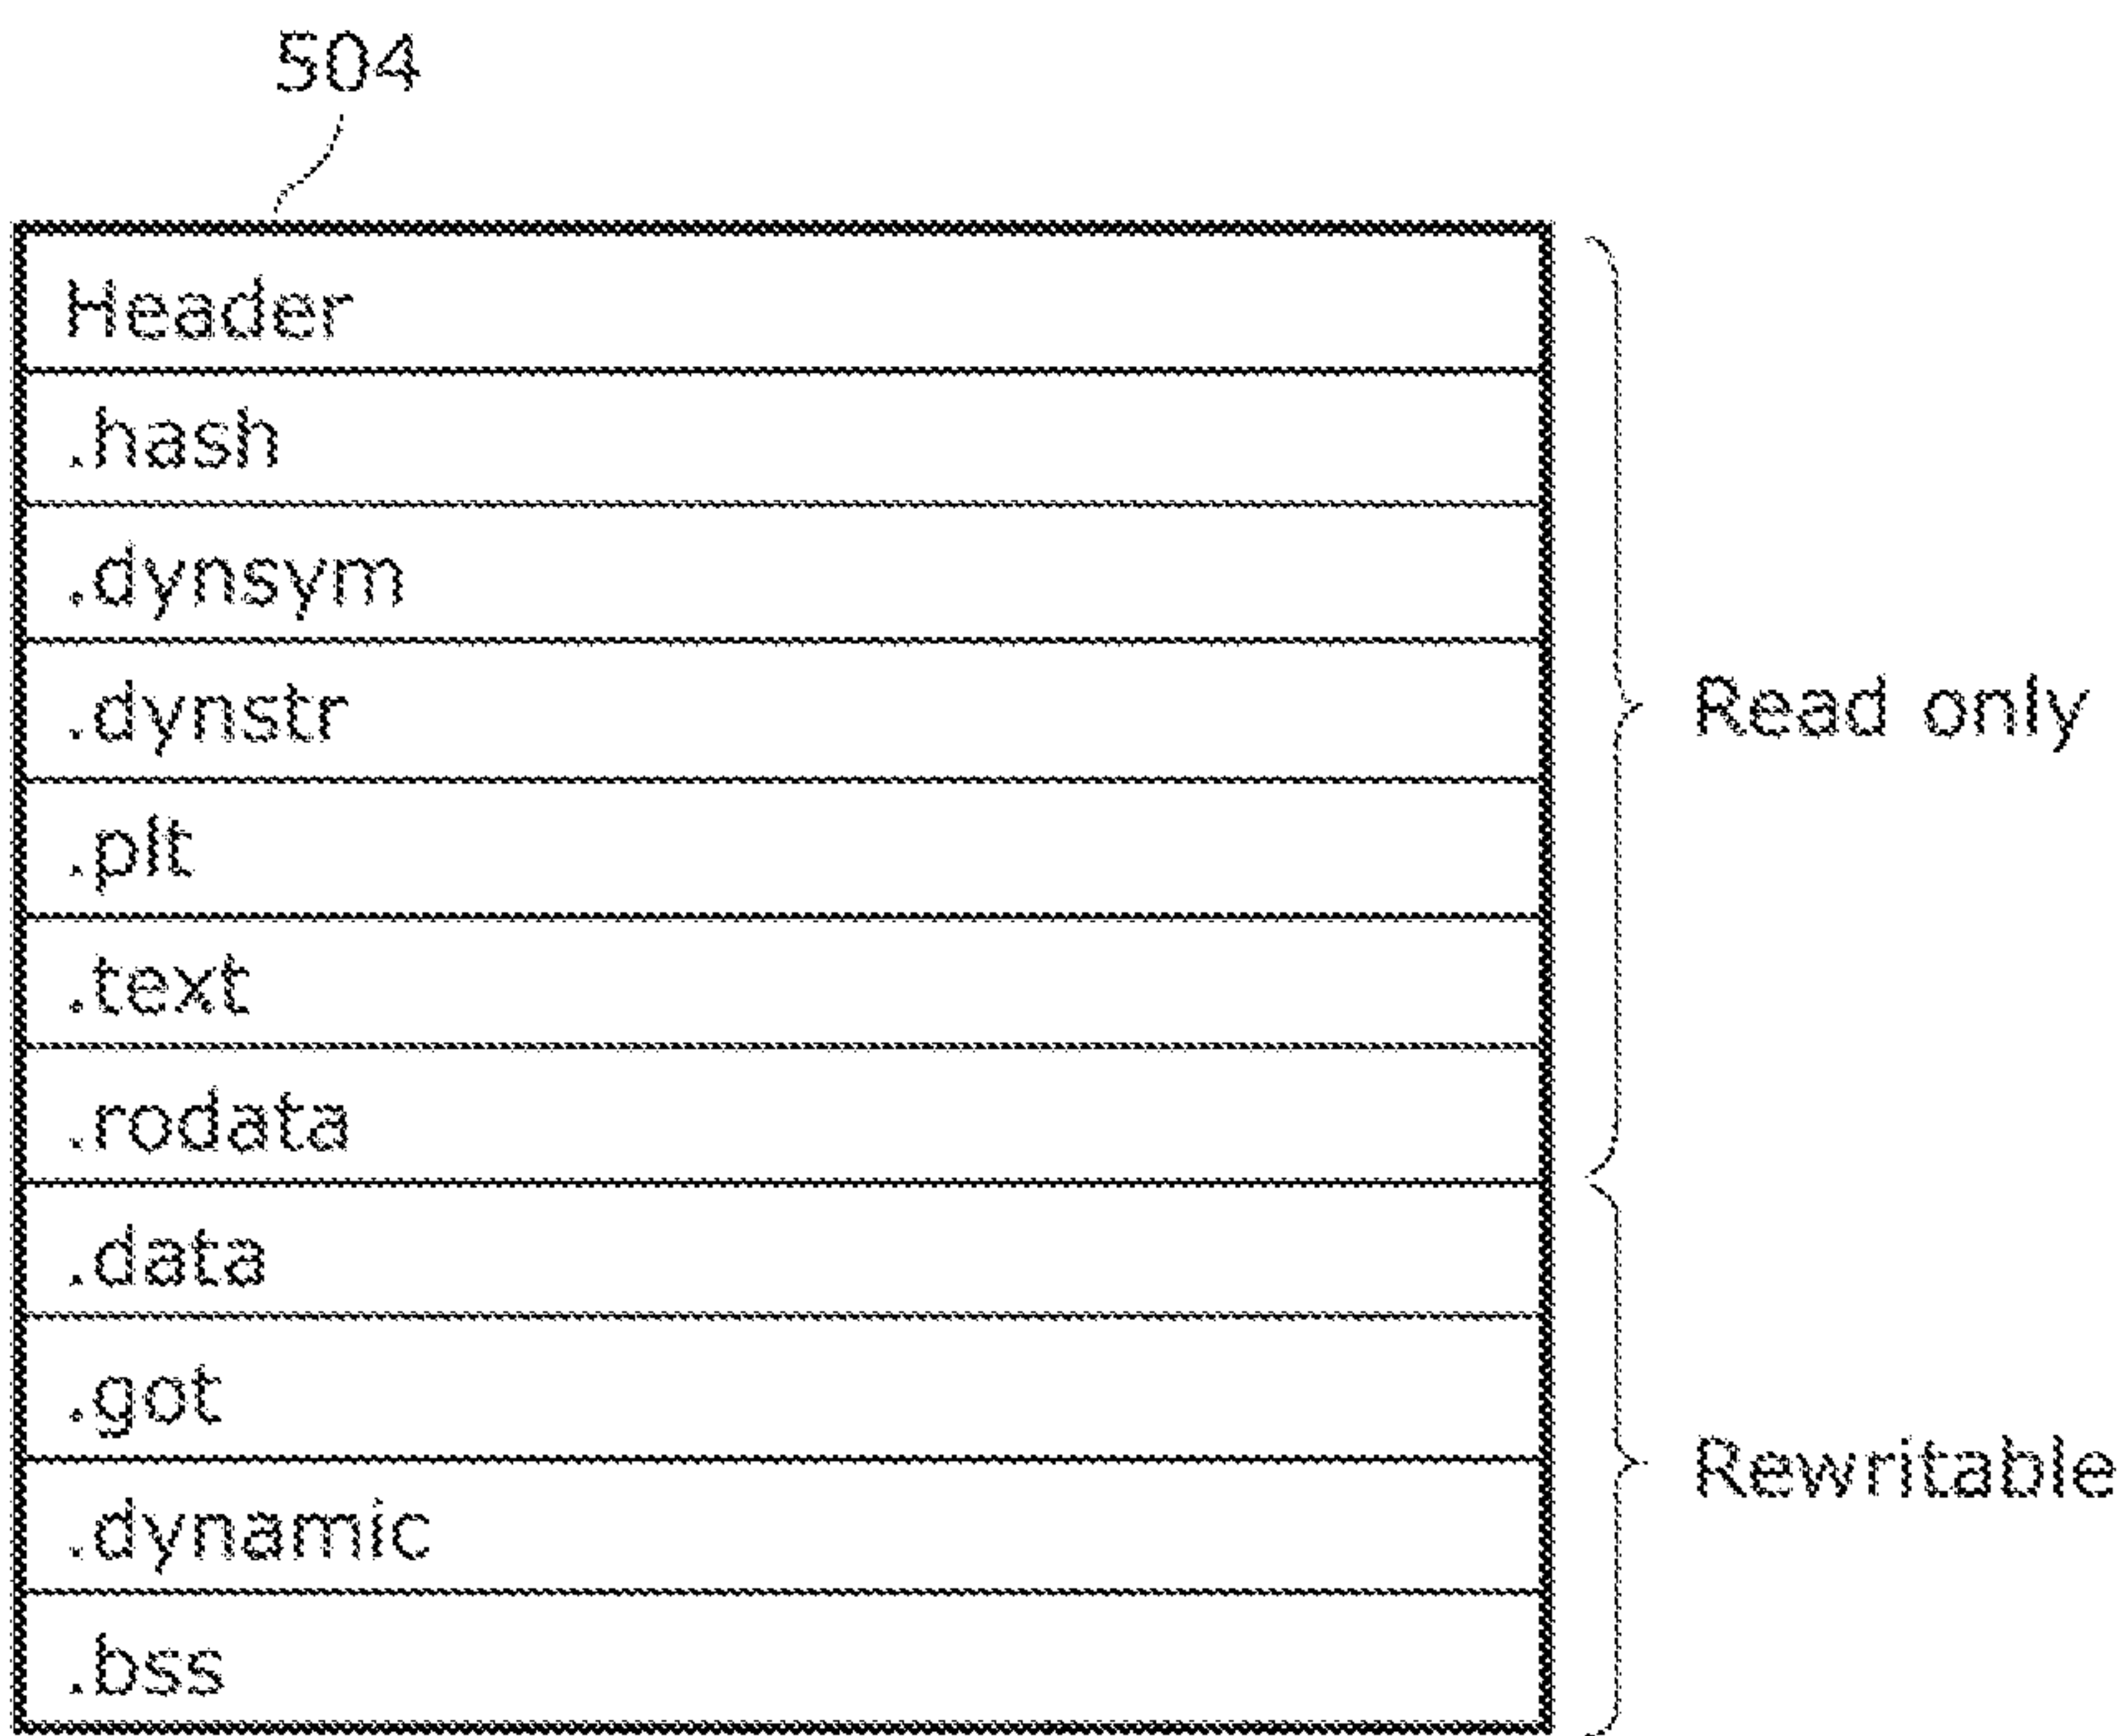 504
Header
.hash
.dynsym
.dynstr
Read only
.plt
.text
.rodata
.data
.got
Rewritable
.dynamic
.bss